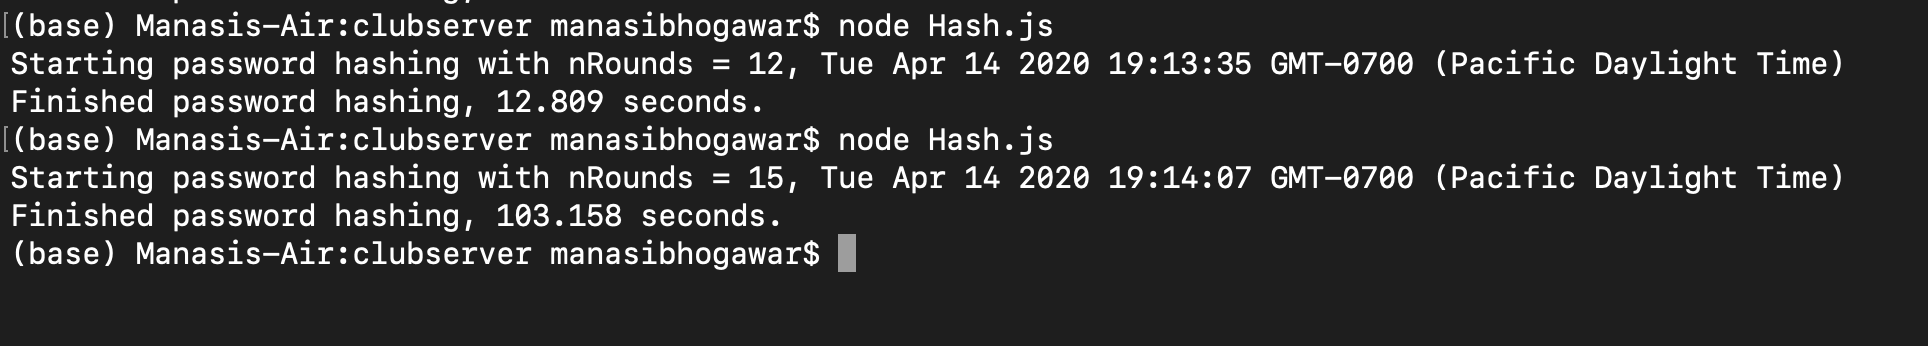 [(base) Manasis-Air:clubserver manasibhogawar$ node Hash.js
Starting password hashing with nRounds = 12, Tue Apr 14 2020 19:13:35 GMT-0700 (Pacific Daylight Time)
Finished password hashing, 12.809 seconds.
[(base) Manasis-Air:clubserver manasibhogawar$ node Hash.js
Starting password hashing with nRounds = 15, Tue Apr 14 2020 19:14:07 GMT-0700 (Pacific Daylight Time)
Finished password hashing, 103.158 seconds.
(base) Manasis-Air:clubserver manasibhogawar$